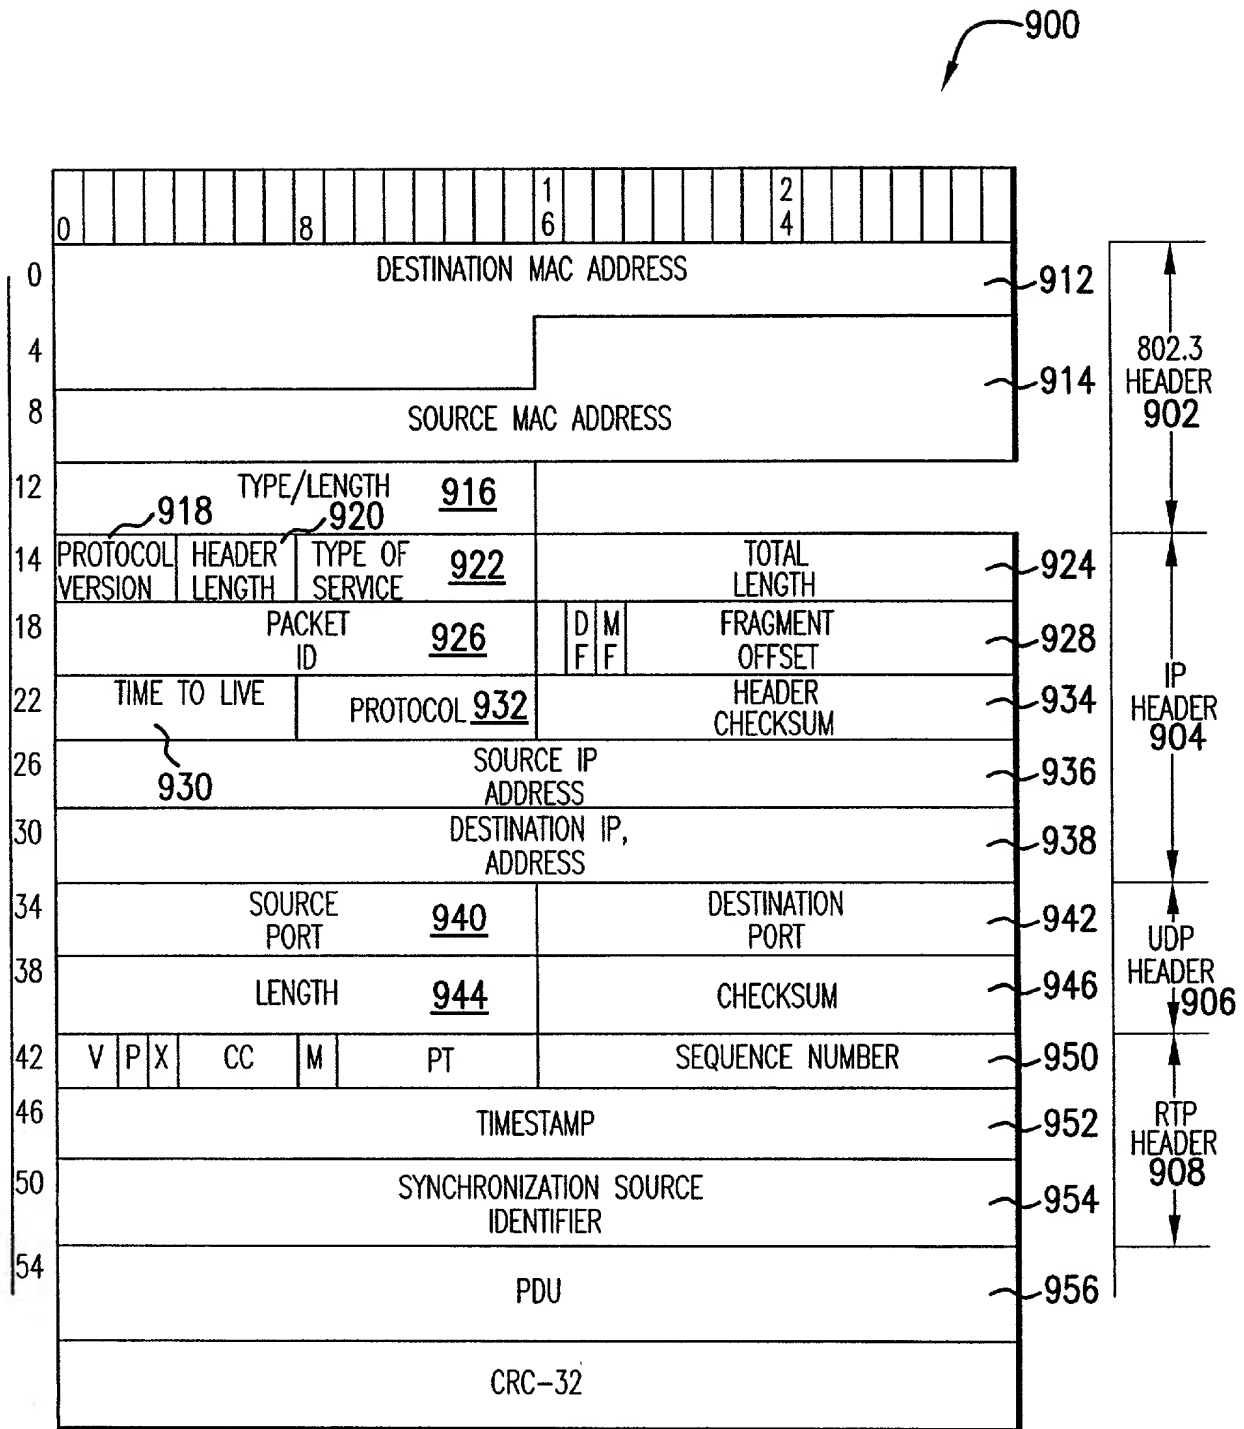 900
0 8 16 24
0 DESTINATION MAC ADDRESS 912
4
914
802.3
HEADER
902
8 SOURCE MAC ADDRESS
12 TYPE/LENGTH 916
918 920
14 PROTOCOL VERSION HEADER LENGTH TYPE OF SERVICE 922 TOTAL LENGTH 924
18 PACKET ID 926 DF MF FRAGMENT OFFSET 928
22 TIME TO LIVE PROTOCOL 932 HEADER CHECKSUM 934
930
IP
HEADER
904
26 SOURCE IP ADDRESS 936
30 DESTINATION IP, ADDRESS 938
34 SOURCE PORT 940 DESTINATION PORT 942
38 LENGTH 944 CHECKSUM 946
UDP
HEADER
906
42 V P X CC M PT SEQUENCE NUMBER 950
46 TIMESTAMP 952
RTP
HEADER
908
50 SYNCHRONIZATION SOURCE IDENTIFIER 954
54 PDU 956
CRC-32